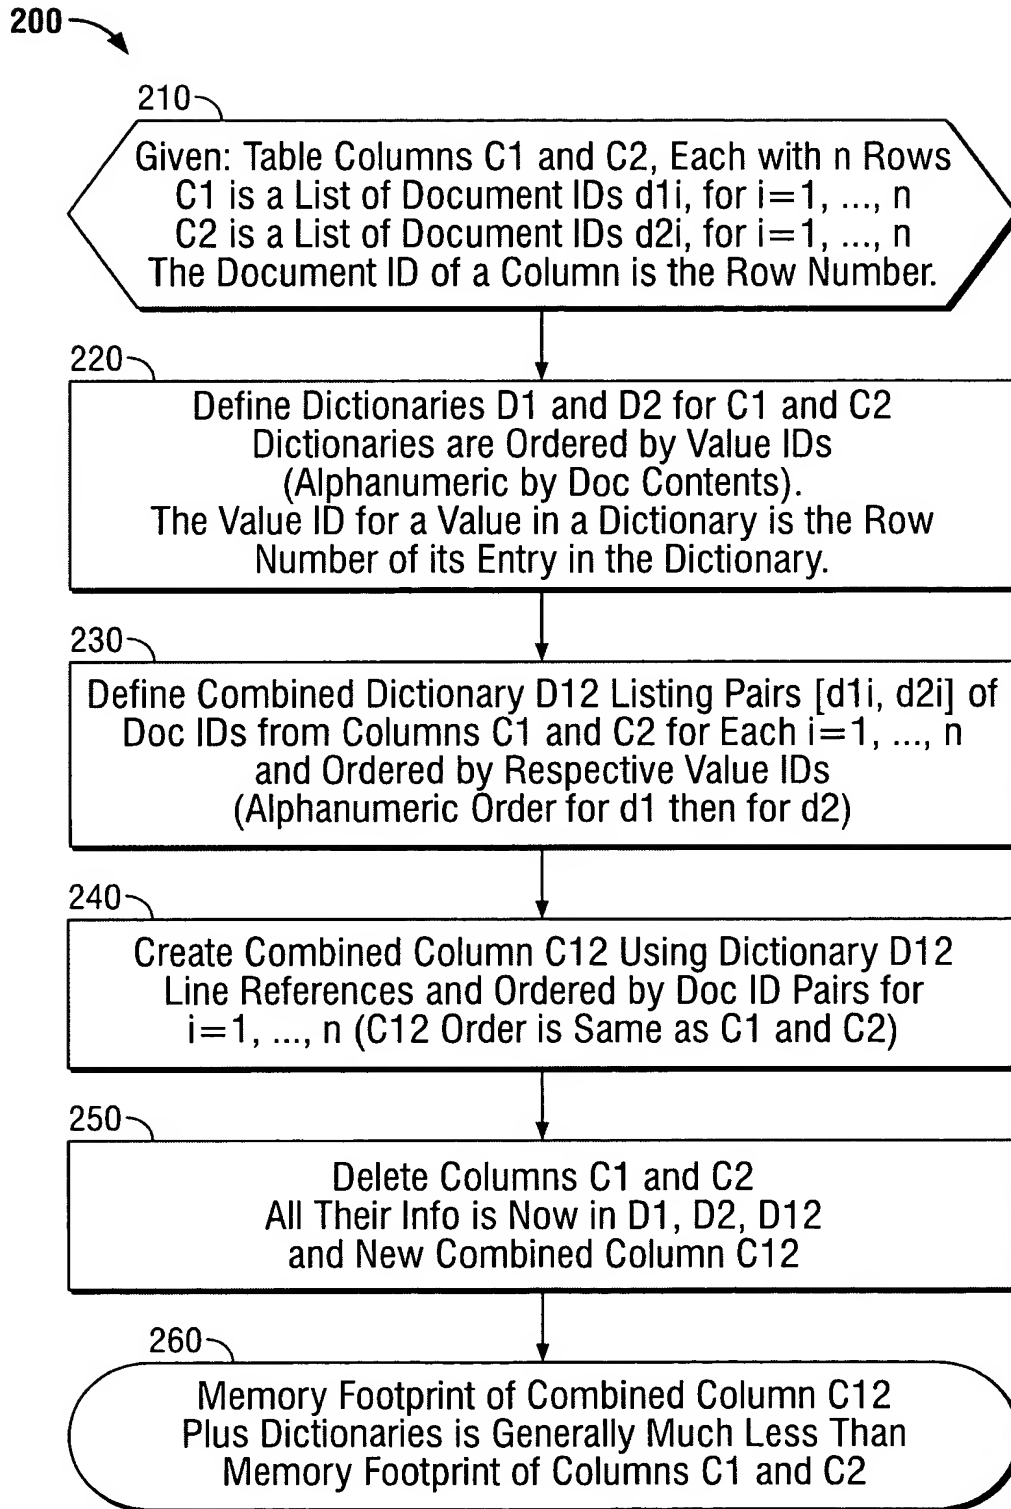 200
210
Given: Table Columns C1 and C2, Each with n Rows
C1 is a List of Document IDs d1i, for i=1, ..., n
C2 is a List of Document IDs d2i, for i=1, ..., n
The Document ID of a Column is the Row Number.
220
Define Dictionaries D1 and D2 for C1 and C2
Dictionaries are Ordered by Value IDs
(Alphanumeric by Doc Contents).
The Value ID for a Value in a Dictionary is the Row
Number of its Entry in the Dictionary.
230
Define Combined Dictionary D12 Listing Pairs [d1i, d2i] of
Doc IDs from Columns C1 and C2 for Each i=1, ..., n
and Ordered by Respective Value IDs
(Alphanumeric Order for d1 then for d2)
240
Create Combined Column C12 Using Dictionary D12
Line References and Ordered by Doc ID Pairs for
i=1, ..., n (C12 Order is Same as C1 and C2)
250
Delete Columns C1 and C2
All Their Info is Now in D1, D2, D12
and New Combined Column C12
260
Memory Footprint of Combined Column C12
Plus Dictionaries is Generally Much Less Than
Memory Footprint of Columns C1 and C2